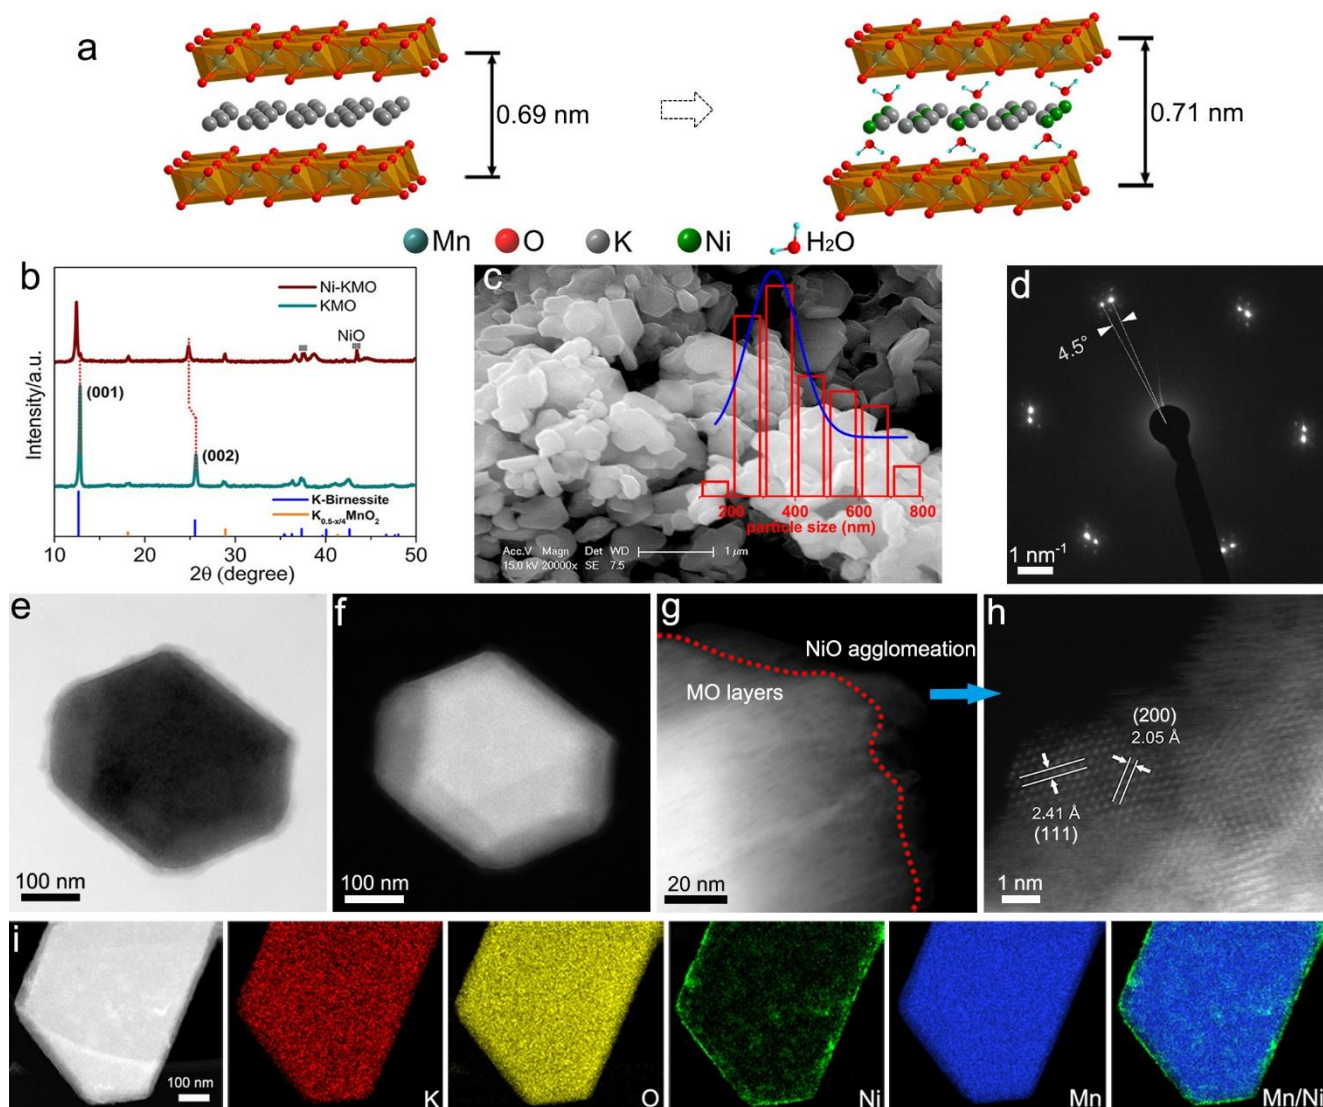 a
0.69 nm
0.71 nm
Mn O K Ni H₂O
b
Ni-KMO
KMO
NiO
(001)
(002)
K-Birnessite
K₀.₅₋ₓ/₄MnO₂
Intensity/a.u.
10 20 30 40 50
2θ (degree)
c
200 400 600 800
particle size (nm)
Acc.V Magn Det WD
15.0 kV 20000x SE 7.5
1 μm
d
4.5°
1 nm⁻¹
e
100 nm
f
100 nm
g
NiO agglomeation
MO layers
20 nm
h
(200)
2.05 Å
2.41 Å
(111)
1 nm
i
100 nm
K
O
Ni
Mn
Mn/Ni